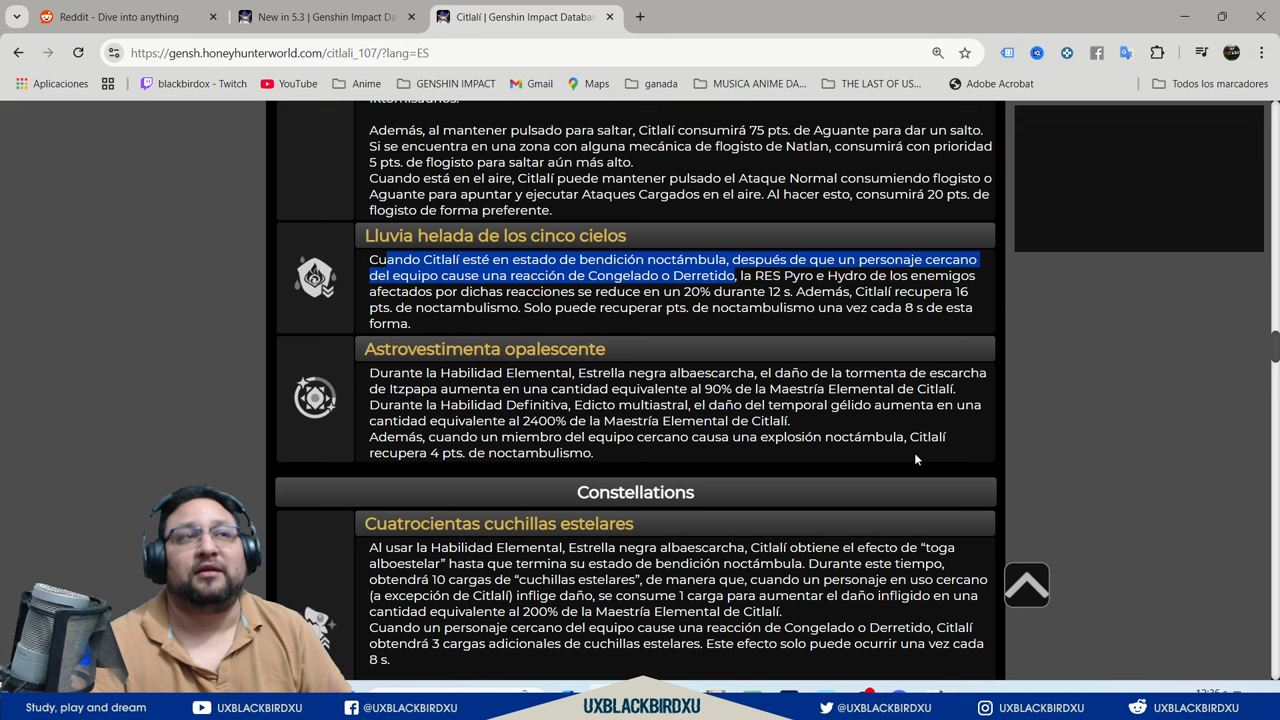 Reddit - Dive into anything
New in 5.3 | Genshin Impact Da
Citlalí | Genshin Impact Databas
https://gensh.honeyhunterworld.com/citlali_107/?lang=ES
Aplicaciones
blackbirdox - Twitch
YouTube
Anime
GENSHIN IMPACT
Gmail
Maps
ganada
MUSICA ANIME DA...
THE LAST OF US...
Adobe Acrobat
Todos los marcadores
Además, al mantener pulsado para saltar, Citlalí consumirá 75 pts. de Aguante para dar un salto.
Si se encuentra en una zona con alguna mecánica de flogisto de Natlan, consumirá con prioridad
5 pts. de flogisto para saltar aún más alto.
Cuando está en el aire, Citlalí puede mantener pulsado el Ataque Normal consumiendo flogisto o
Aguante para apuntar y ejecutar Ataques Cargados en el aire. Al hacer esto, consumirá 20 pts. de
flogisto de forma preferente.
Lluvia helada de los cinco cielos
Cuando Citlalí esté en estado de bendición noctámbula, después de que un personaje cercano
del equipo cause una reacción de Congelado o Derretido, la RES Pyro e Hydro de los enemigos
afectados por dichas reacciones se reduce en un 20% durante 12 s. Además, Citlalí recupera 16
pts. de noctambulismo. Solo puede recuperar pts. de noctambulismo una vez cada 8 s de esta
forma.
Astrovestimenta opalescente
Durante la Habilidad Elemental, Estrella negra albaescarcha, el daño de la tormenta de escarcha
de Itzpapa aumenta en una cantidad equivalente al 90% de la Maestría Elemental de Citlalí.
Durante la Habilidad Definitiva, Edicto multiastral, el daño del temporal gélido aumenta en una
cantidad equivalente al 2400% de la Maestría Elemental de Citlalí.
Además, cuando un miembro del equipo cercano causa una explosión noctámbula, Citlalí
recupera 4 pts. de noctambulismo.
Constellations
Cuatrocientas cuchillas estelares
Al usar la Habilidad Elemental, Estrella negra albaescarcha, Citlalí obtiene el efecto de “toga
alboestelar” hasta que termina su estado de bendición noctámbula. Durante este tiempo,
obtendrá 10 cargas de “cuchillas estelares”, de manera que, cuando un personaje en uso cercano
(a excepción de Citlalí) inflige daño, se consume 1 carga para aumentar el daño infligido en una
cantidad equivalente al 200% de la Maestría Elemental de Citlalí.
Cuando un personaje cercano del equipo cause una reacción de Congelado o Derretido, Citlalí
obtendrá 3 cargas adicionales de cuchillas estelares. Este efecto solo puede ocurrir una vez cada
8 s.
Study, play and dream
UXBLACKBIRDXU
@UXBLACKBIRDXU
UXBLACKBIRDXU
@UXBLACKBIRDXU
UXBLACKBIRDXU
UXBLACKBIRDXU